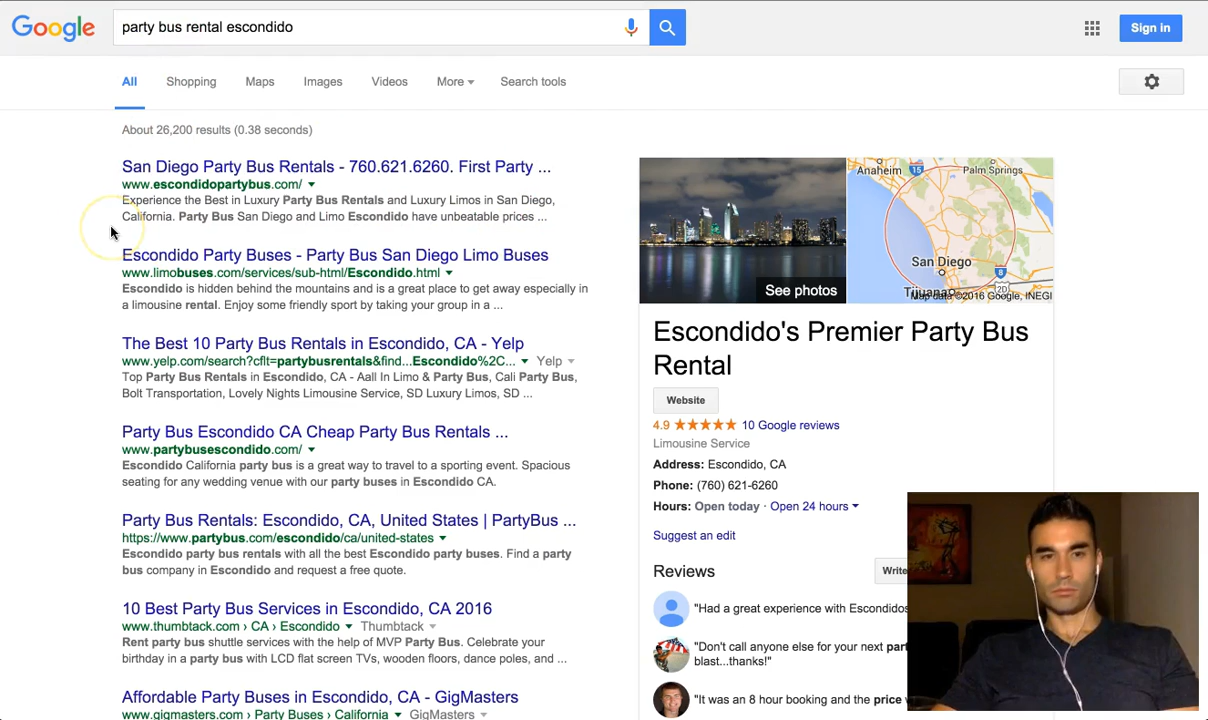 Google
party bus rental escondido
Sign in
All Shopping Maps Images Videos More Search tools
About 26,200 results (0.38 seconds)
San Diego Party Bus Rentals - 760.621.6260. First Party ...
www.escondidopartybus.com/
Experience the Best in Luxury Party Bus Rentals and Luxury Limos in San Diego,
California. Party Bus San Diego and Limo Escondido have unbeatable prices ...
Escondido Party Buses - Party Bus San Diego Limo Buses
www.limobuses.com/services/sub-html/Escondido.html
Escondido is hidden behind the mountains and is a great place to get away especially in
a limousine rental. Enjoy some friendly sport by taking your group in a ...
The Best 10 Party Bus Rentals in Escondido, CA - Yelp
www.yelp.com/search?cflt=partybusrentals&find...Escondido%2C... Yelp
Top Party Bus Rentals in Escondido, CA - Aall In Limo & Party Bus, Cali Party Bus,
Bolt Transportation, Lovely Nights Limousine Service, SD Luxury Limos, SD ...
Party Bus Escondido CA Cheap Party Bus Rentals ...
www.partybusescondido.com/
Escondido California party bus is a great way to travel to a sporting event. Spacious
seating for any wedding venue with our party buses in Escondido CA.
Party Bus Rentals: Escondido, CA, United States | PartyBus ...
https://www.partybus.com/escondido/ca/united-states
Escondido party bus rentals with all the best Escondido party buses. Find a party
bus company in Escondido and request a free quote.
10 Best Party Bus Services in Escondido, CA 2016
www.thumbtack.com › CA › Escondido Thumbtack
Rent party bus shuttle services with the help of MVP Party Bus. Celebrate your
birthday in a party bus with LCD flat screen TVs, wooden floors, dance poles, and ...
Affordable Party Buses in Escondido, CA - GigMasters
www.gigmasters.com › Party Buses › California GigMasters
See photos
Anaheim
15
Palm Springs
San Diego
8
Tijuana
2D
Map data ©2016 Google, INEGI
Escondido's Premier Party Bus
Rental
Website
4.9 10 Google reviews
Limousine Service
Address: Escondido, CA
Phone: (760) 621-6260
Hours: Open today · Open 24 hours
Suggest an edit
Reviews
Write
"Had a great experience with Escondidos
"Don't call anyone else for your next par
blast...thanks!"
"It was an 8 hour booking and the price